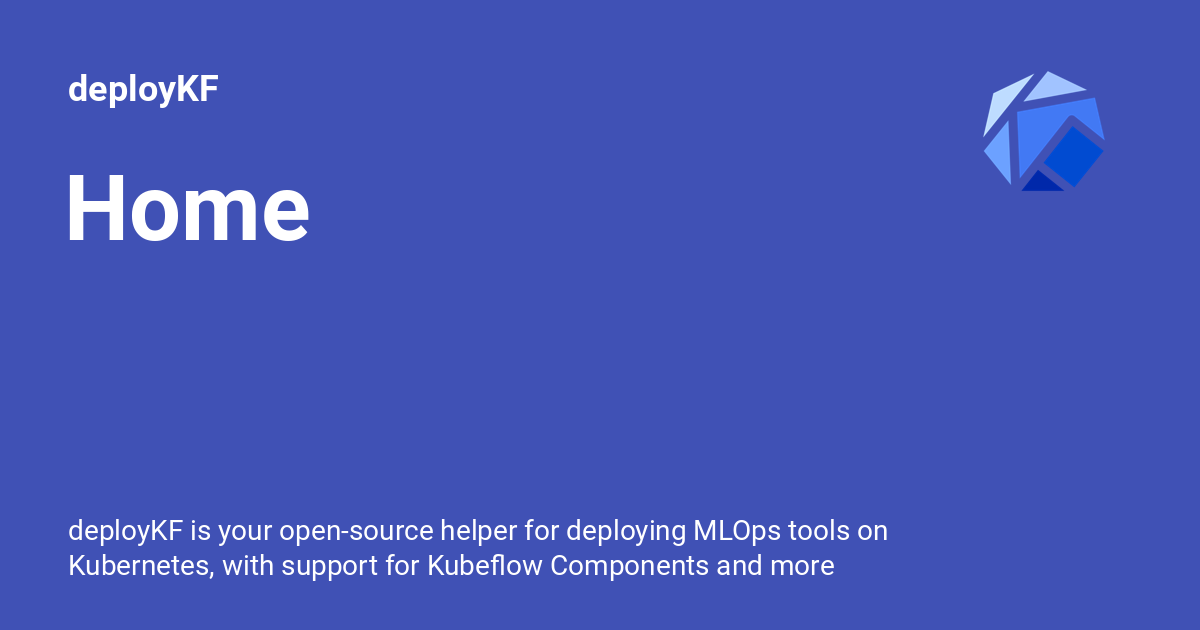 deployKF
Home
deployKF is your open-source helper for deploying MLOps tools on
Kubernetes, with support for Kubeflow Components and more